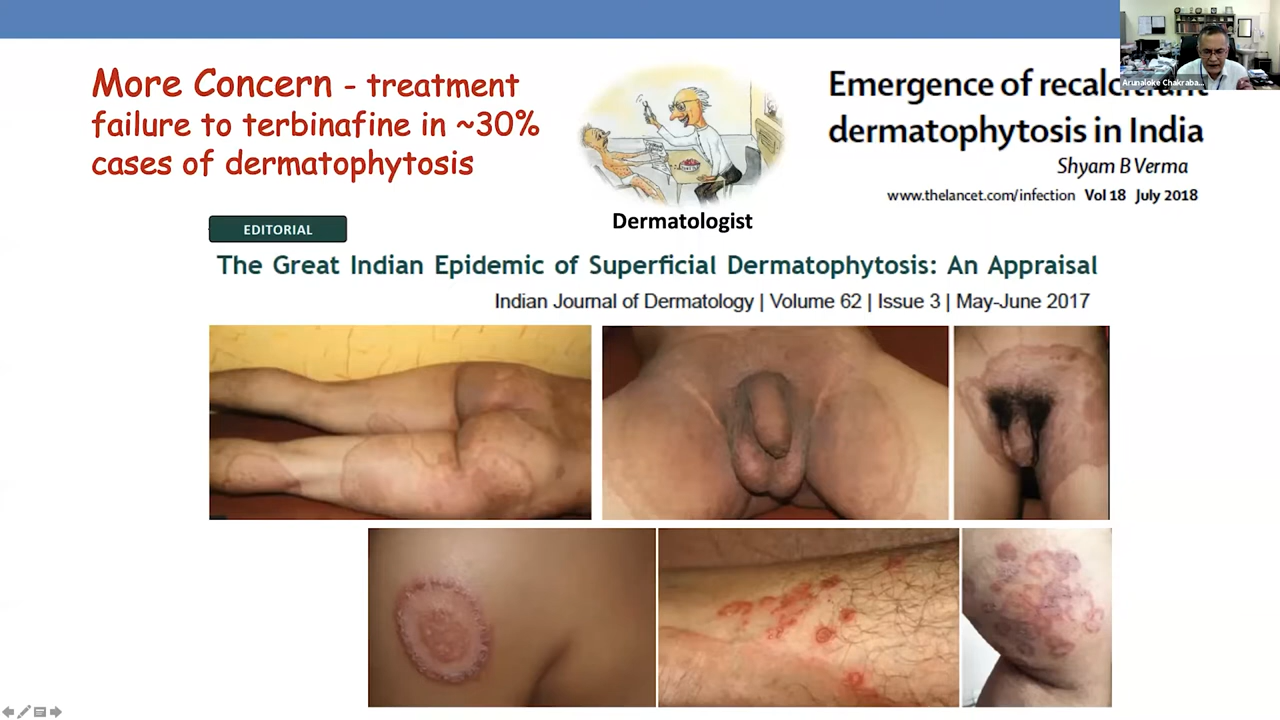 More Concern - treatment
failure to terbinafine in ~30%
cases of dermatophytosis
Dermatologist
Emergence of recalcitrant
dermatophytosis in India
Shyam B Verma
www.thelancet.com/infection Vol 18 July 2018
Arunaloke Chakraba...
EDITORIAL
The Great Indian Epidemic of Superficial Dermatophytosis: An Appraisal
Indian Journal of Dermatology | Volume 62 | Issue 3 | May-June 2017